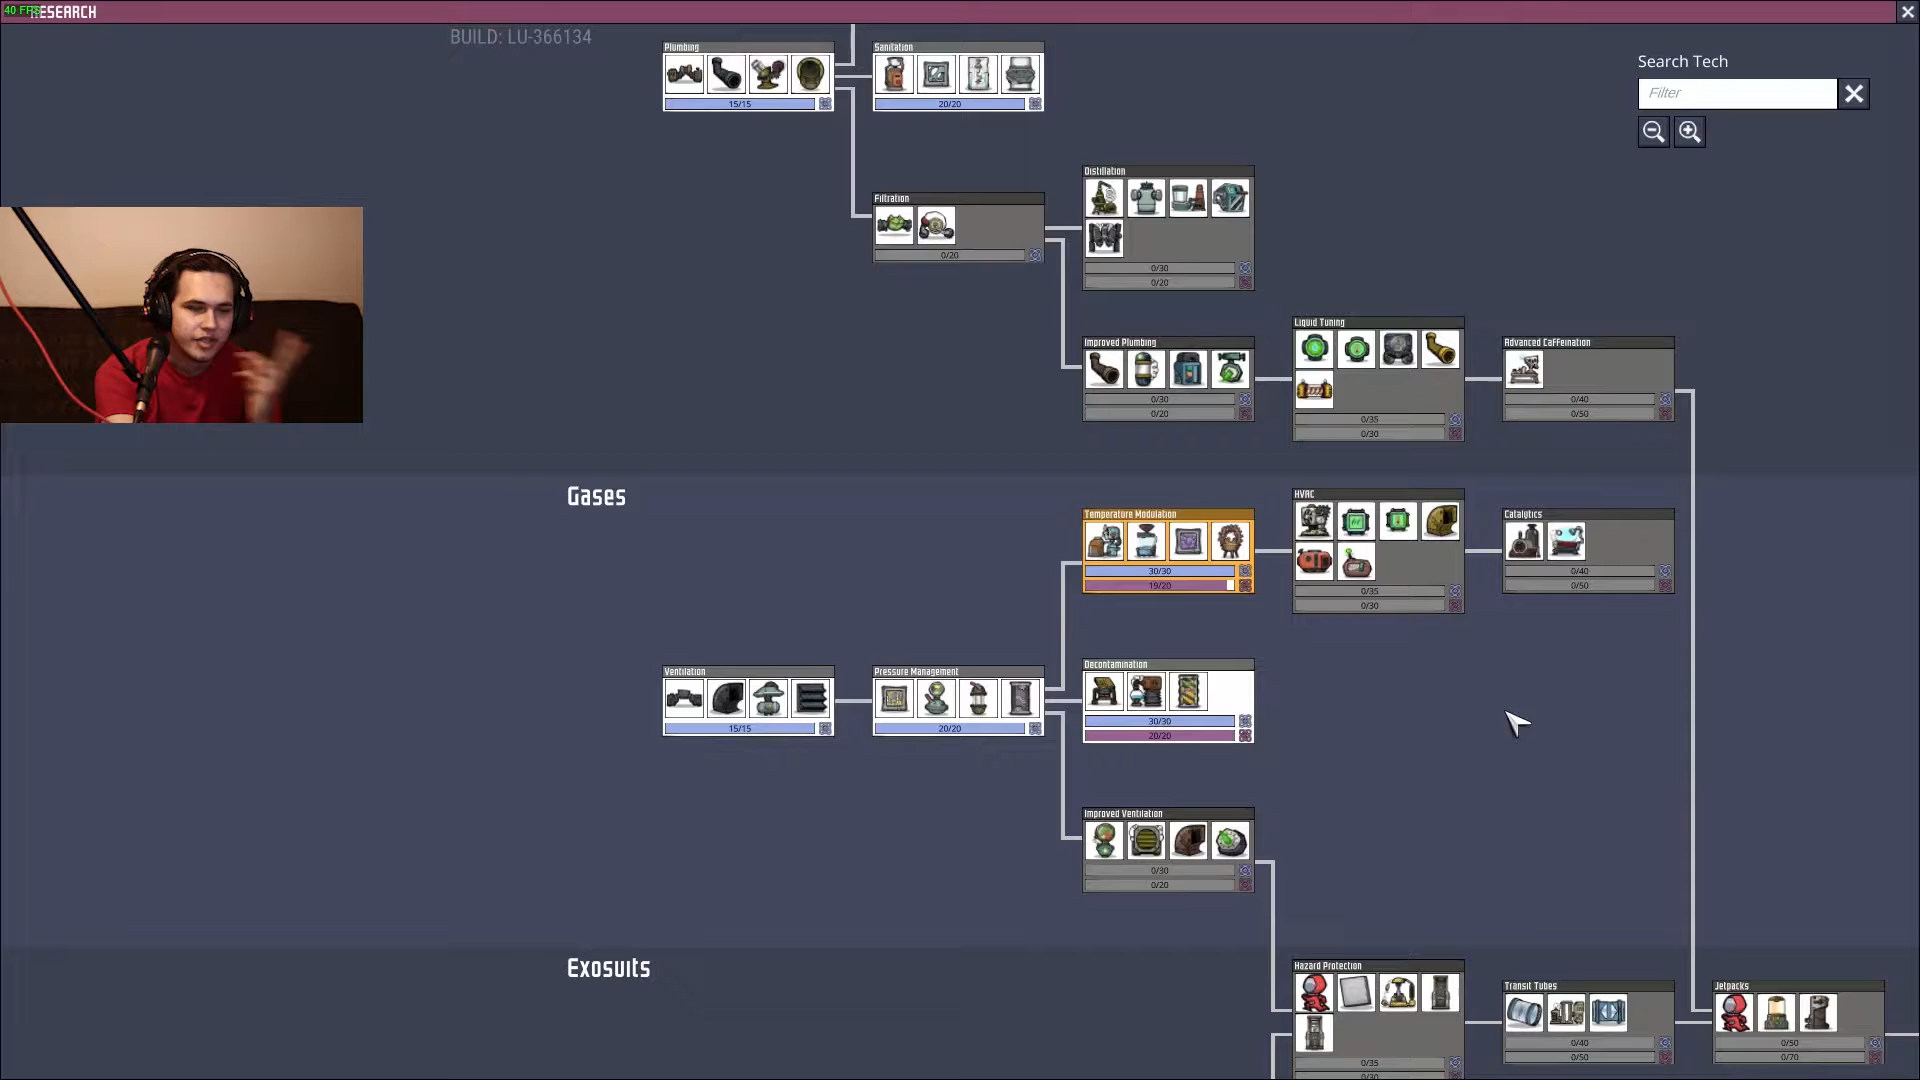 40 FPS
RESEARCH
BUILD: LU-366134
Search Tech
Filter
Plumbing
15/15
Sanitation
20/20
Filtration
0/20
Distillation
0/30
0/20
Improved Plumbing
0/30
0/20
Liquid Tuning
0/35
0/30
Advanced Caffeination
0/40
0/50
Gases
Temperature Modulation
30/30
19/20
HVAC
0/35
0/30
Catalytics
0/40
0/50
Ventilation
15/15
Pressure Management
20/20
Decontamination
30/30
20/20
Improved Ventilation
0/30
0/20
Exosuits
Hazard Protection
0/35
0/30
Transit Tubes
0/40
0/50
Jetpacks
0/50
0/70